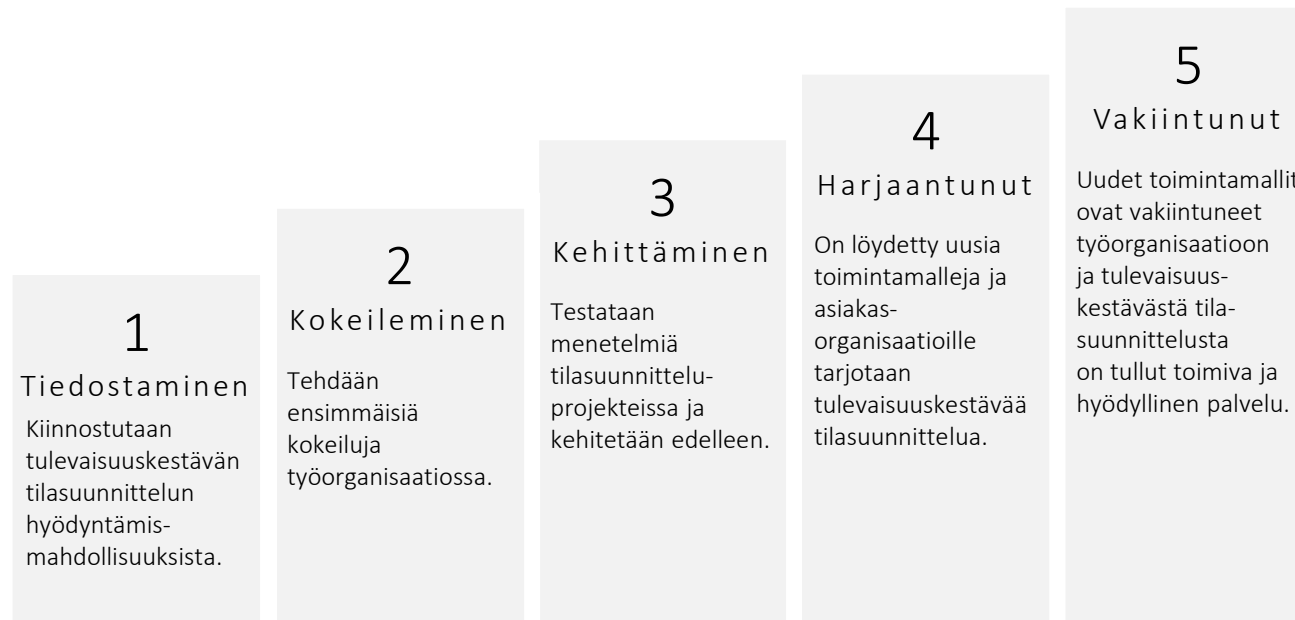 1
Tiedostaminen
Kiinnostutaan
tulevaisuuskestävän
tilasuunnittelun
hyödyntämis-
mahdollisuuksista.
2
Kokeileminen
Tehdään
ensimmäisiä
kokeiluja
työorganisaatiossa.
3
Kehittäminen
Testataan
menetelmiä
tilasuunnittelu-
projekteissa ja
kehitetään edelleen.
4
Harjaantunut
On löydetty uusia
toimintamalleja ja
asiakas-
organisaatioille
tarjotaan
tulevaisuuskestävää
tilasuunnittelua.
5
Vakiintunut
Uudet toimintamallit
ovat vakiintuneet
työorganisaatioon
ja tulevaisuus-
kestävästä tila-
suunnittelusta
on tullut toimiva ja
hyödyllinen palvelu.